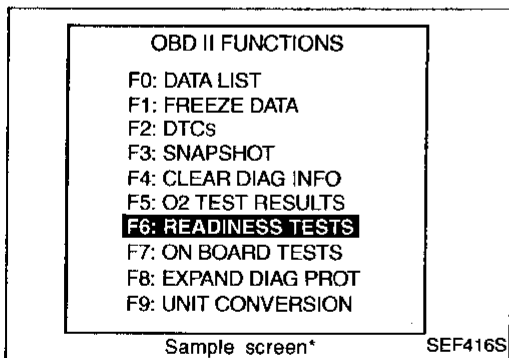 OBD II FUNCTIONS
F0: DATA LIST
F1: FREEZE DATA
F2: DTCs
F3: SNAPSHOT
F4: CLEAR DIAG INFO
F5: O2 TEST RESULTS
F6: READINESS TESTS
F7: ON BOARD TESTS
F8: EXPAND DIAG PROT
F9: UNIT CONVERSION
Sample screen*
SEF416S